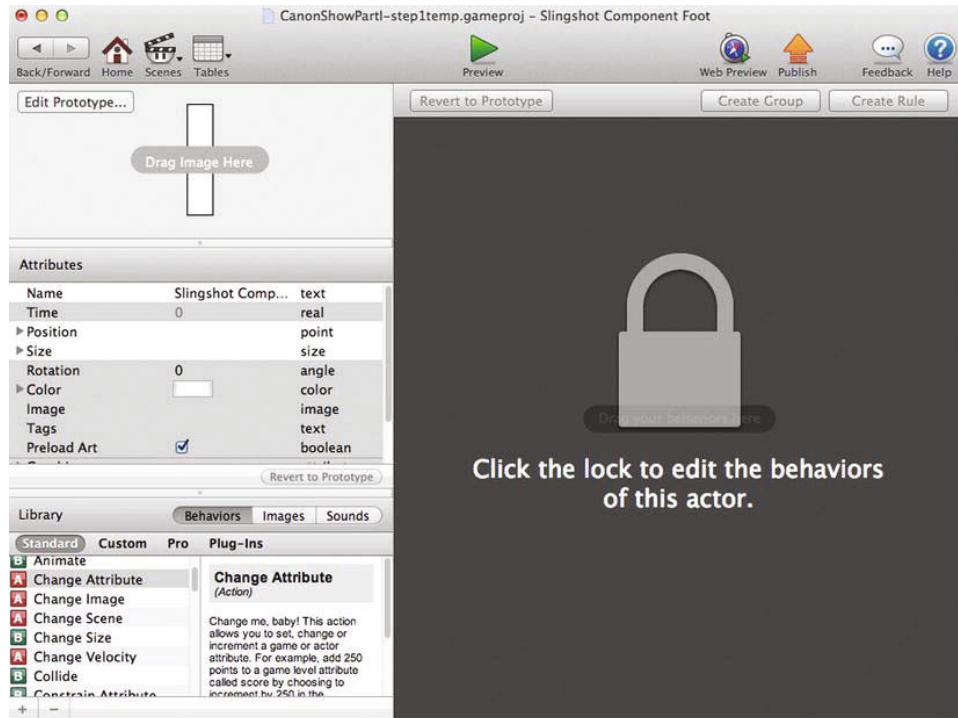 CanonShowPartI-step1temp.gameproj – Slingshot Component Foot
Back/Forward Home Scenes Tables Preview Web Preview Publish Feedback Help
Edit Prototype...
Revert to Prototype Create Group Create Rule
Drag Image Here
Attributes
Name Slingshot Comp... text
Time 0 real
Position point
Size size
Rotation 0 angle
Color color
Image image
Tags text
Preload Art boolean
Revert to Prototype
Drag your behaviors here
Click the lock to edit the behaviors
of this actor.
Library Behaviors Images Sounds
Standard Custom Pro Plug-Ins
B Animate
A Change Attribute
A Change Image
A Change Scene
B Change Size
A Change Velocity
B Collide
B Constrain Attribute
Change Attribute
(Action)
Change me, baby! This action
allows you to set, change or
increment a game or actor
attribute. For example, add 250
points to a game level attribute
called score by choosing to
increment by 250 in the